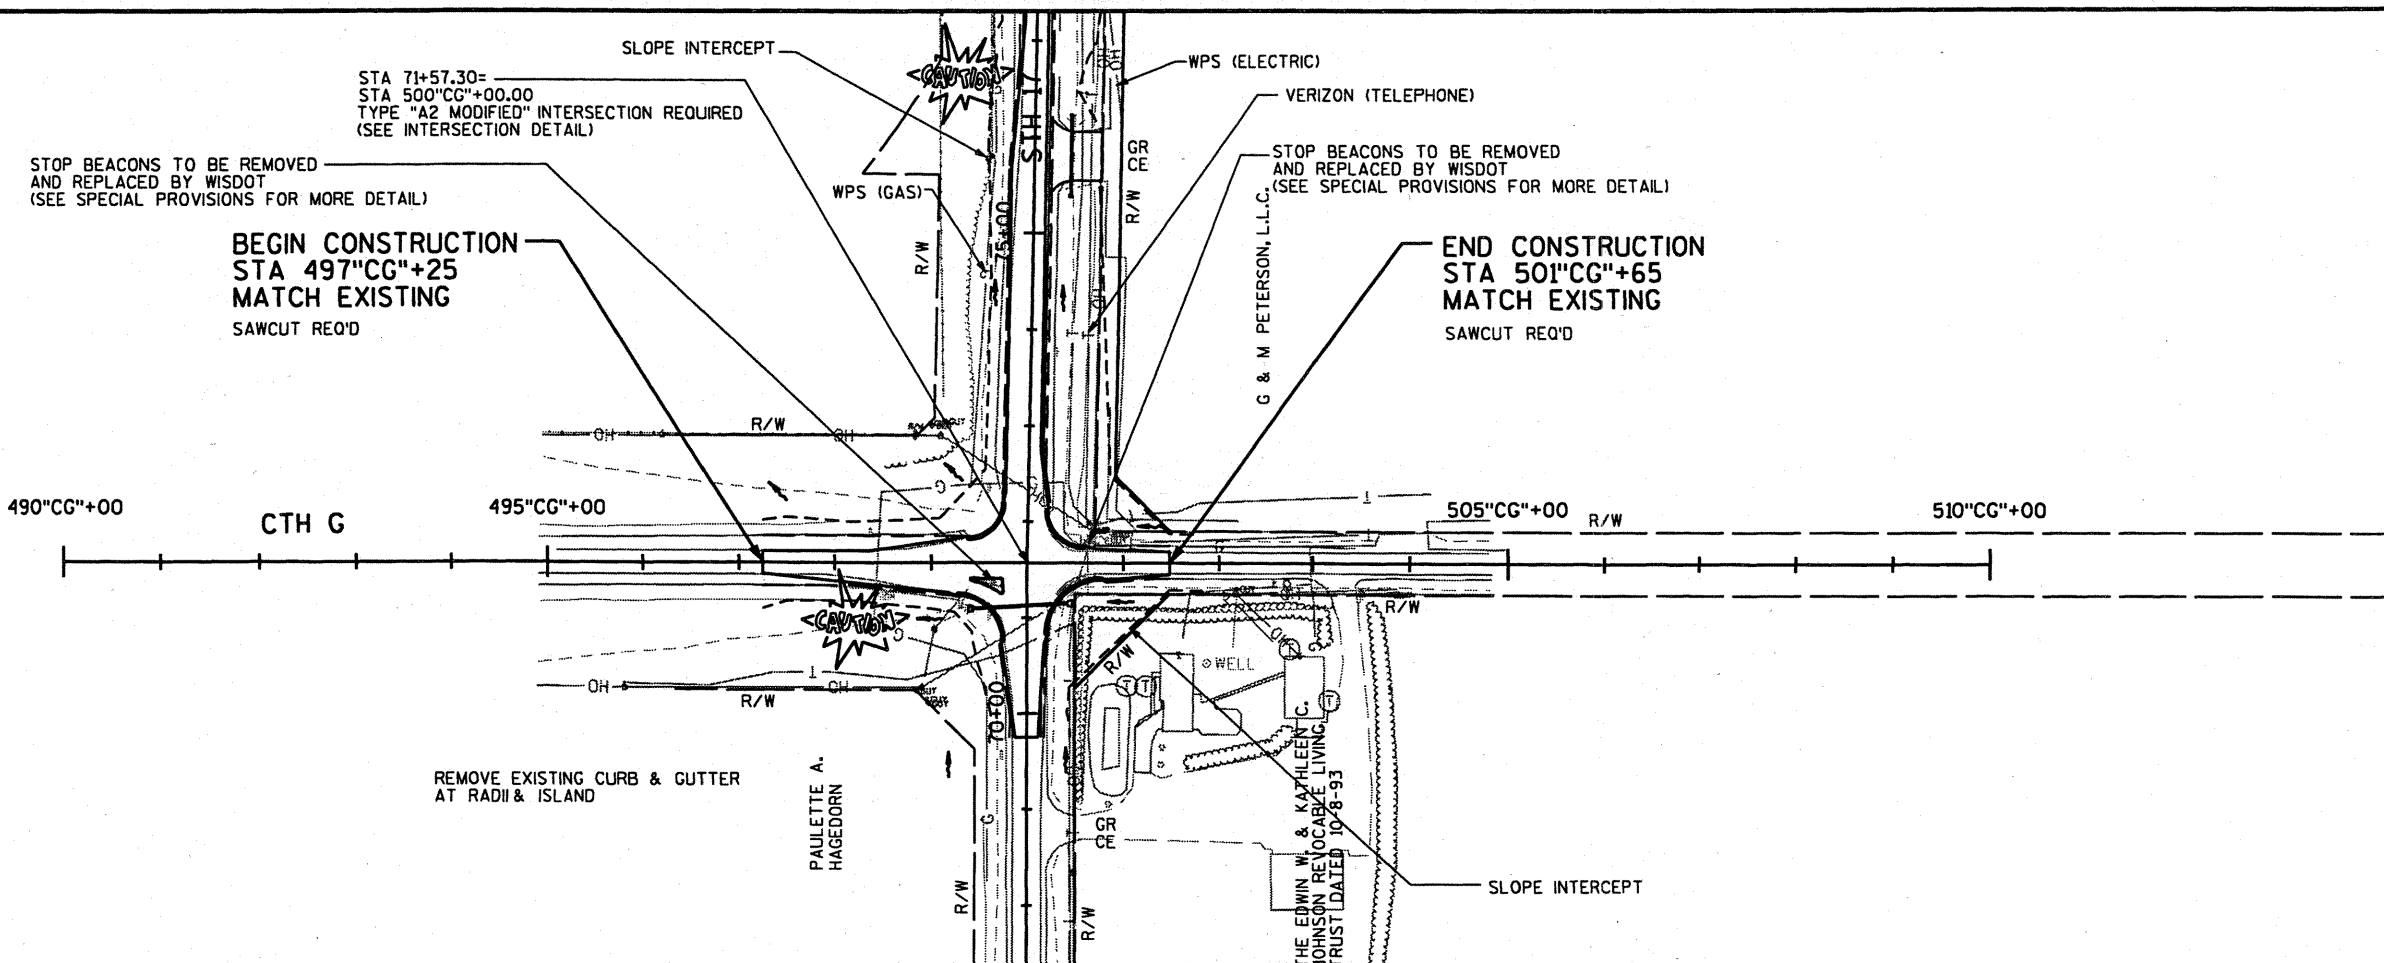 SLOPE INTERCEPT
CAUTION
WPS (ELECTRIC)
STA 71+57.30=
STA 500"CG"+00.00
TYPE "A2 MODIFIED" INTERSECTION REQUIRED
(SEE INTERSECTION DETAIL)
VERIZON (TELEPHONE)
STH 17
OH
STOP BEACONS TO BE REMOVED
AND REPLACED BY WISDOT
(SEE SPECIAL PROVISIONS FOR MORE DETAIL)
STOP BEACONS TO BE REMOVED
AND REPLACED BY WISDOT
(SEE SPECIAL PROVISIONS FOR MORE DETAIL)
GR
CE
R/W
WPS (GAS)
75+00
R/W
G & M PETERSON, L.L.C.
BEGIN CONSTRUCTION
STA 497"CG"+25
MATCH EXISTING
SAWCUT REQ'D
END CONSTRUCTION
STA 501"CG"+65
MATCH EXISTING
SAWCUT REQ'D
OH
R/W
OH
G
490"CG"+00
CTH G
495"CG"+00
T
505"CG"+00
R/W
510"CG"+00
CAUTION
G
R/W
R/W
WELL
OH
T
OH
R/W
T
T
T
T
70+00
REMOVE EXISTING CURB & GUTTER
AT RADII & ISLAND
PAULETTE A.
HAGEDORN
G
GR
CE
R/W
R/W
THE EDWIN W. & KATHLEEN C.
JOHNSON REVOCABLE LIVING
TRUST DATED 10-8-93
SLOPE INTERCEPT